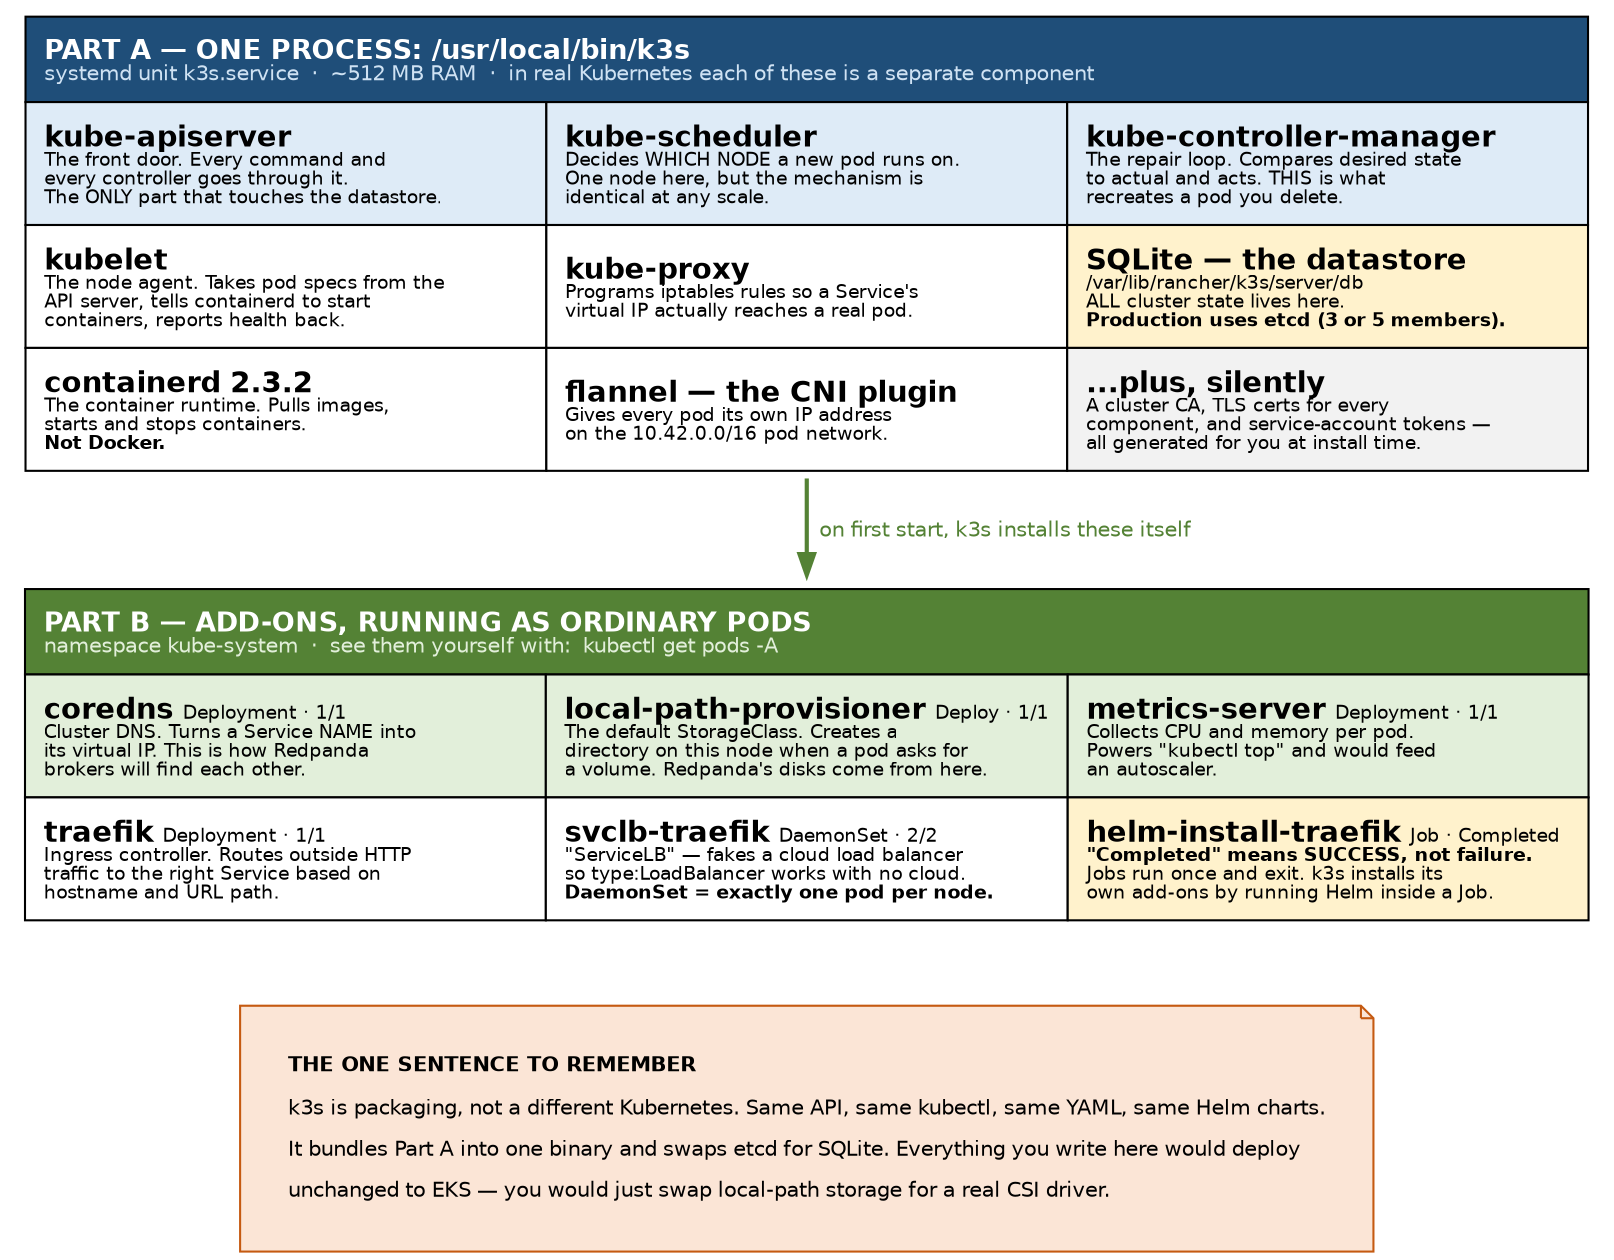 PART A — ONE PROCESS: /usr/local/bin/k3s
systemd unit k3s.service · ~512 MB RAM · in real Kubernetes each of these is a separate component
kube-apiserver
The front door. Every command and
every controller goes through it.
The ONLY part that touches the datastore.
kube-scheduler
Decides WHICH NODE a new pod runs on.
One node here, but the mechanism is
identical at any scale.
kube-controller-manager
The repair loop. Compares desired state
to actual and acts. THIS is what
recreates a pod you delete.
kubelet
The node agent. Takes pod specs from the
API server, tells containerd to start
containers, reports health back.
kube-proxy
Programs iptables rules so a Service's
virtual IP actually reaches a real pod.
SQLite — the datastore
/var/lib/rancher/k3s/server/db
ALL cluster state lives here.
Production uses etcd (3 or 5 members).
containerd 2.3.2
The container runtime. Pulls images,
starts and stops containers.
Not Docker.
flannel — the CNI plugin
Gives every pod its own IP address
on the 10.42.0.0/16 pod network.
...plus, silently
A cluster CA, TLS certs for every
component, and service-account tokens —
all generated for you at install time.
on first start, k3s installs these itself
PART B — ADD-ONS, RUNNING AS ORDINARY PODS
namespace kube-system · see them yourself with: kubectl get pods -A
coredns Deployment · 1/1
Cluster DNS. Turns a Service NAME into
its virtual IP. This is how Redpanda
brokers will find each other.
local-path-provisioner Deploy · 1/1
The default StorageClass. Creates a
directory on this node when a pod asks for
a volume. Redpanda's disks come from here.
metrics-server Deployment · 1/1
Collects CPU and memory per pod.
Powers "kubectl top" and would feed
an autoscaler.
traefik Deployment · 1/1
Ingress controller. Routes outside HTTP
traffic to the right Service based on
hostname and URL path.
svclb-traefik DaemonSet · 2/2
"ServiceLB" — fakes a cloud load balancer
so type:LoadBalancer works with no cloud.
DaemonSet = exactly one pod per node.
helm-install-traefik Job · Completed
"Completed" means SUCCESS, not failure.
Jobs run once and exit. k3s installs its
own add-ons by running Helm inside a Job.
THE ONE SENTENCE TO REMEMBER
k3s is packaging, not a different Kubernetes. Same API, same kubectl, same YAML, same Helm charts.
It bundles Part A into one binary and swaps etcd for SQLite. Everything you write here would deploy
unchanged to EKS — you would just swap local-path storage for a real CSI driver.